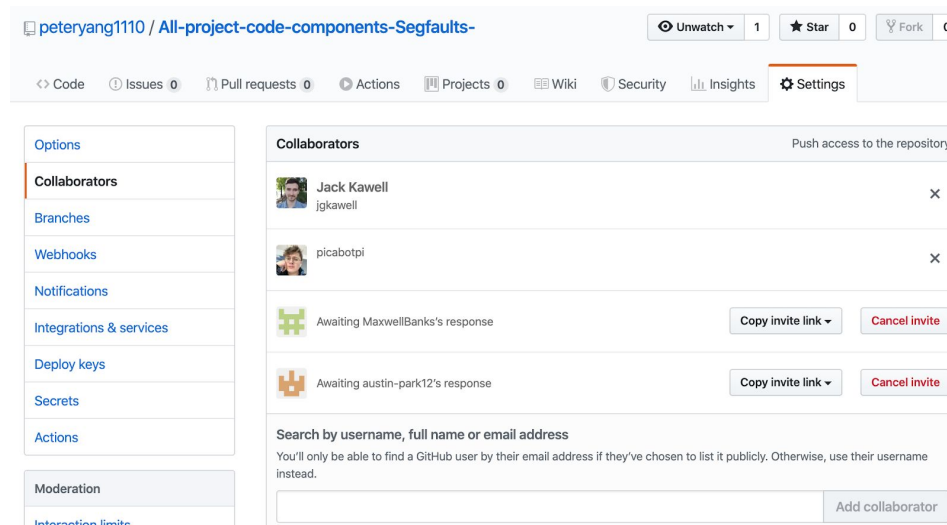 peteryang1110 / All-project-code-components-Segfaults-
Unwatch 1 Star 0 Fork
Code Issues 0 Pull requests 0 Actions Projects 0 Wiki Security Insights Settings
Options
Collaborators
Branches
Webhooks
Notifications
Integrations & services
Deploy keys
Secrets
Actions
Moderation
Interaction limits
Collaborators Push access to the repository
Jack Kawell
jgkawell
picabotpi
Awaiting MaxwellBanks's response Copy invite link Cancel invite
Awaiting austin-park12's response Copy invite link Cancel invite
Search by username, full name or email address
You'll only be able to find a GitHub user by their email address if they've chosen to list it publicly. Otherwise, use their username
instead.
Add collaborator